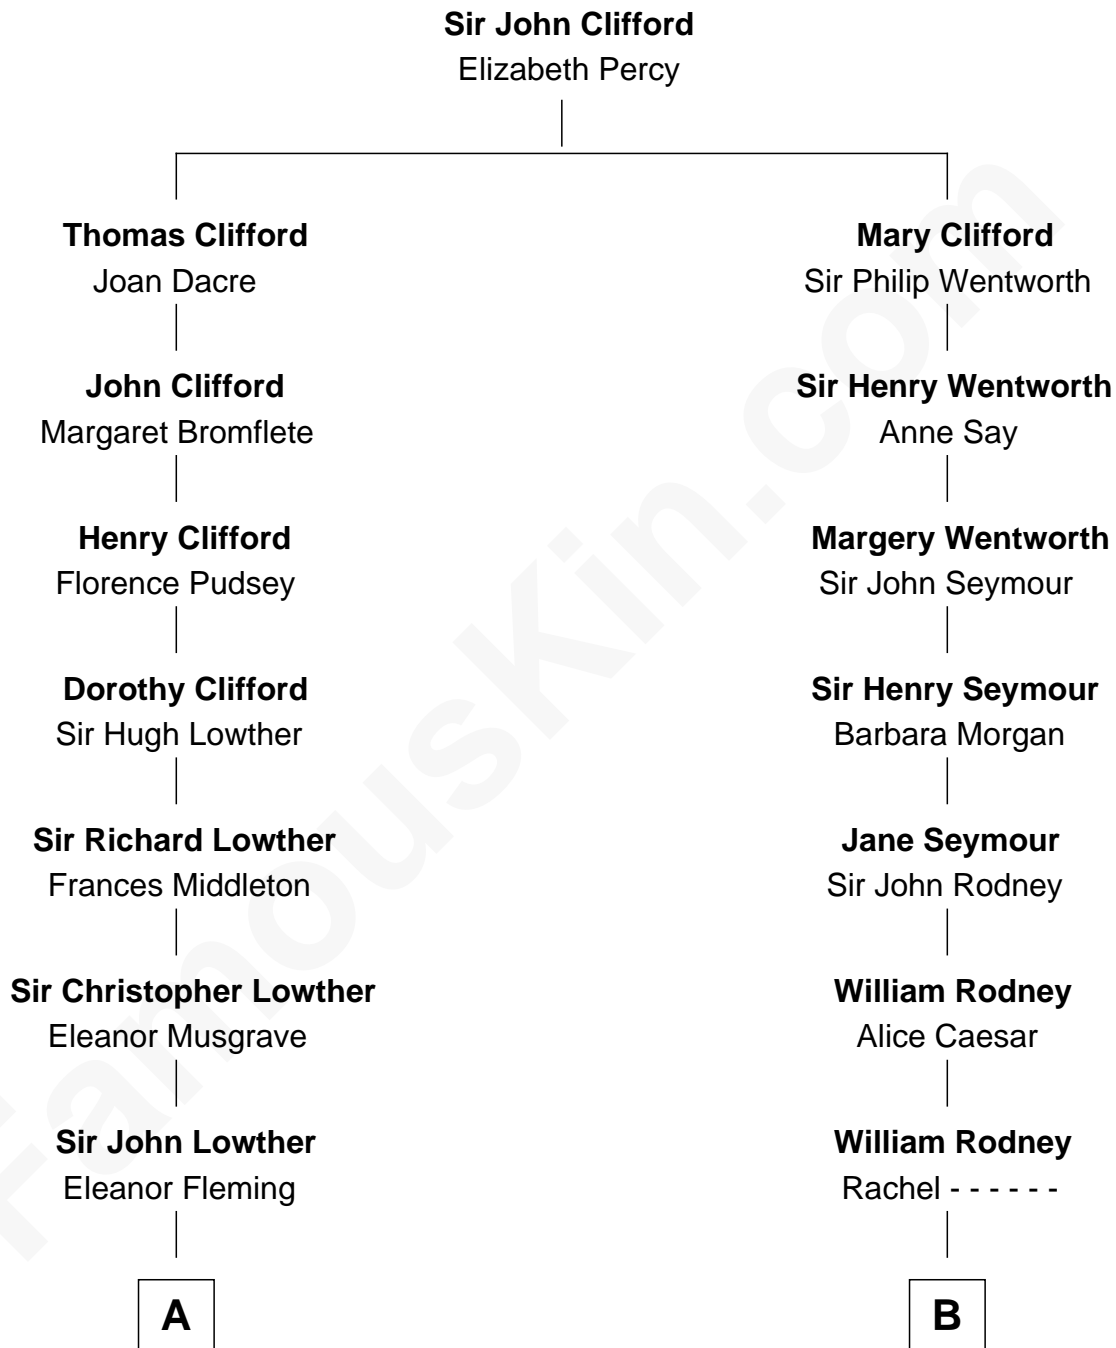 Sir John Clifford
Elizabeth Percy
Thomas Clifford
Joan Dacre
Mary Clifford
Sir Philip Wentworth
John Clifford
Margaret Bromflete
Sir Henry Wentworth
Anne Say
Henry Clifford
Florence Pudsey
Margery Wentworth
Sir John Seymour
Dorothy Clifford
Sir Hugh Lowther
Sir Henry Seymour
Barbara Morgan
Sir Richard Lowther
Frances Middleton
Jane Seymour
Sir John Rodney
Sir Christopher Lowther
Eleanor Musgrave
William Rodney
Alice Caesar
Sir John Lowther
Eleanor Fleming
William Rodney
Rachel - - - - - -
A
B
FamousKin.com